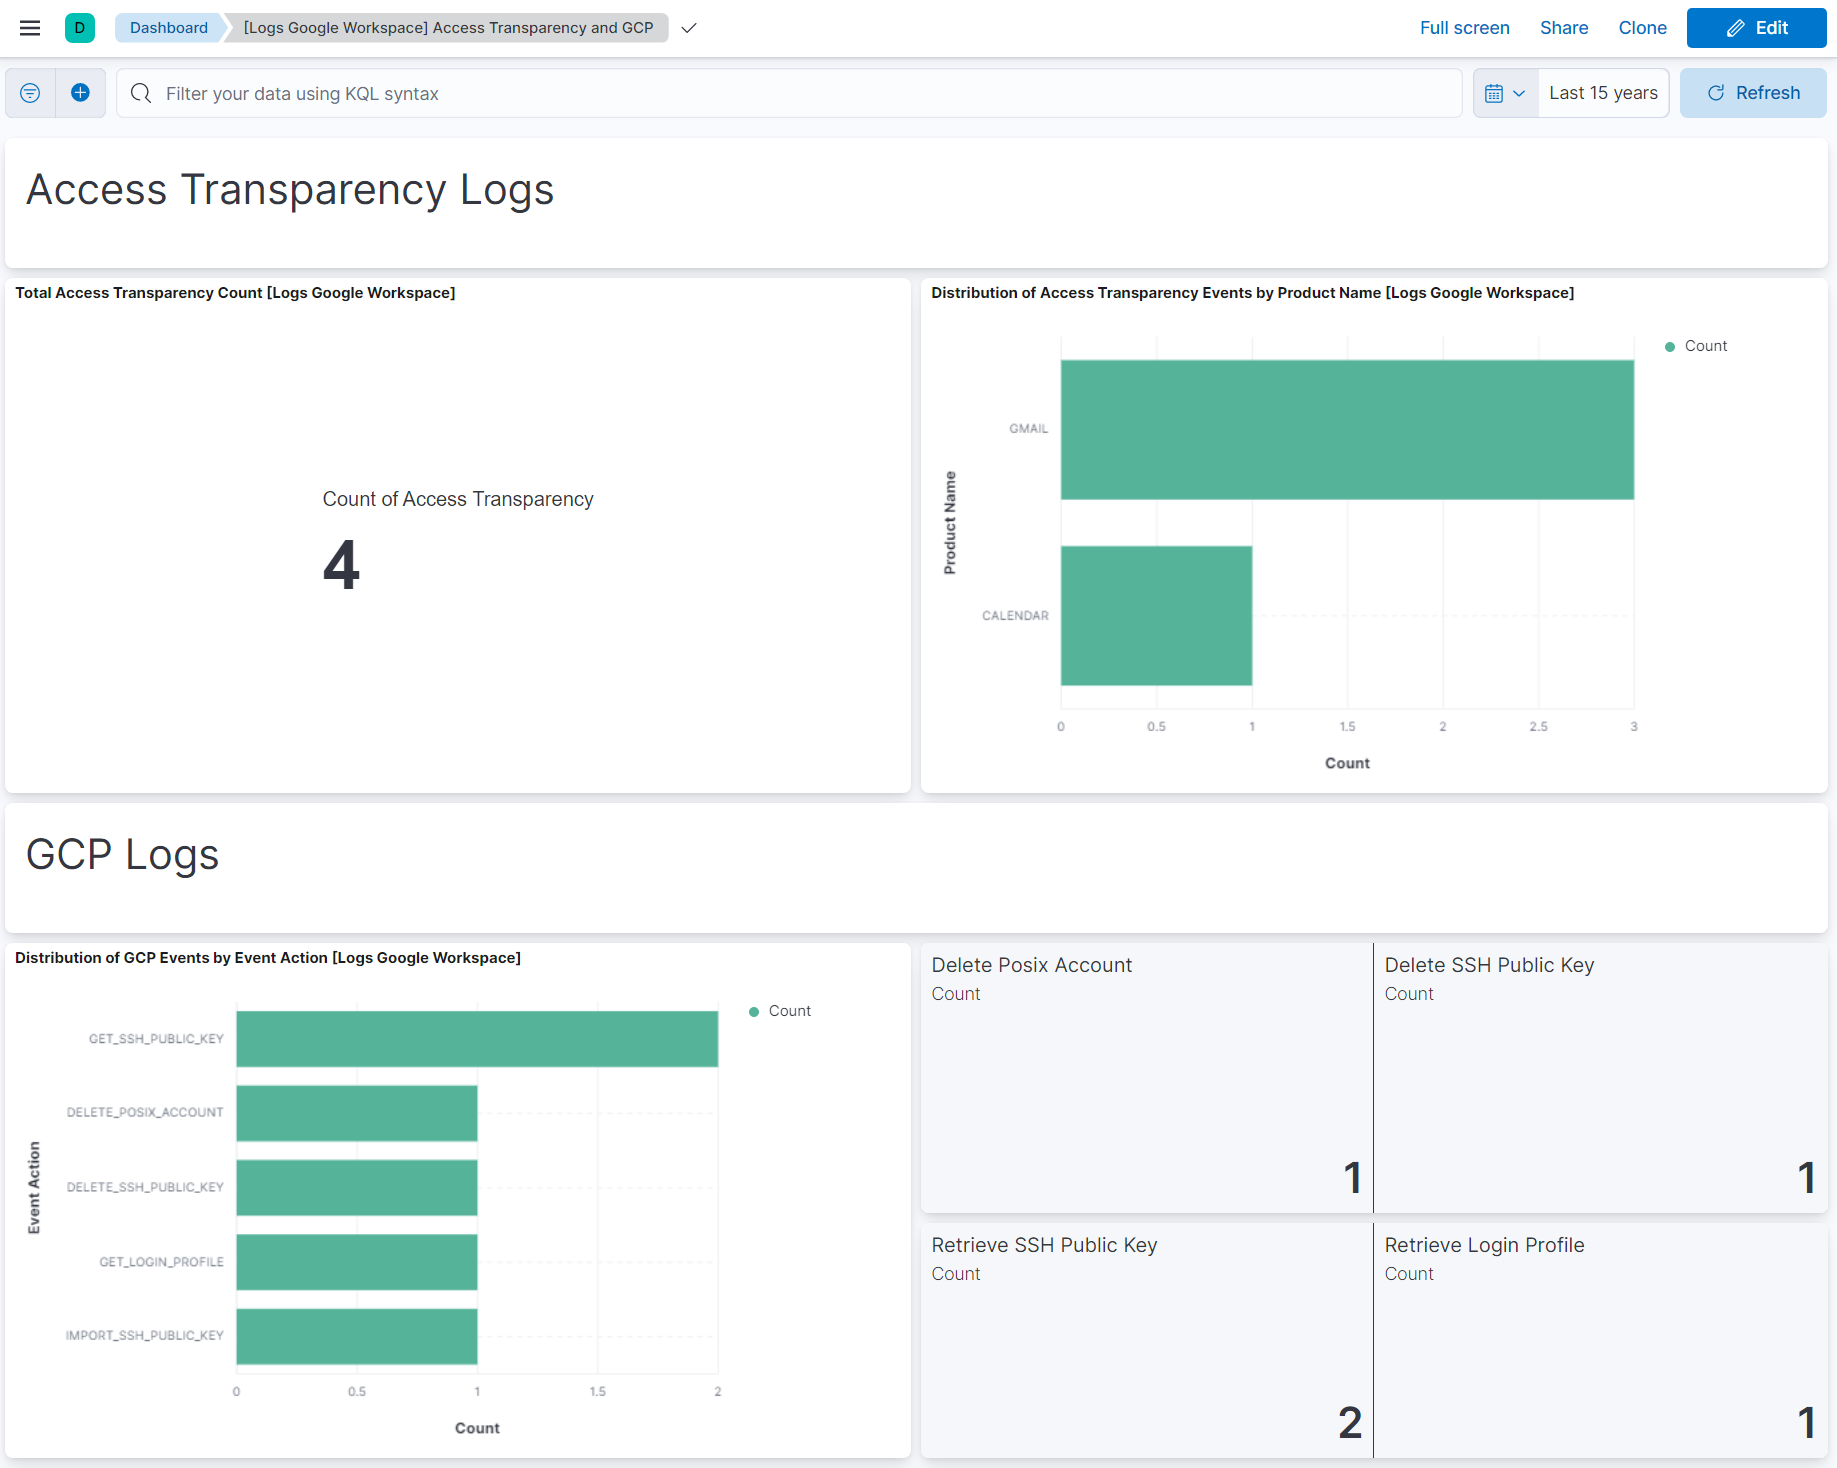 D
Dashboard
[Logs Google Workspace] Access Transparency and GCP
Full screen
Share
Clone
Edit
Filter your data using KQL syntax
Last 15 years
Refresh
Access Transparency Logs
Total Access Transparency Count [Logs Google Workspace]
Count of Access Transparency
4
Distribution of Access Transparency Events by Product Name [Logs Google Workspace]
Count
Product Name
GMAIL
CALENDAR
0 0.5 1 1.5 2 2.5 3
Count
GCP Logs
Distribution of GCP Events by Event Action [Logs Google Workspace]
Count
Event Action
GET_SSH_PUBLIC_KEY
DELETE_POSIX_ACCOUNT
DELETE_SSH_PUBLIC_KEY
GET_LOGIN_PROFILE
IMPORT_SSH_PUBLIC_KEY
0 0.5 1 1.5 2
Count
Delete Posix Account
Count
1
Delete SSH Public Key
Count
1
Retrieve SSH Public Key
Count
2
Retrieve Login Profile
Count
1